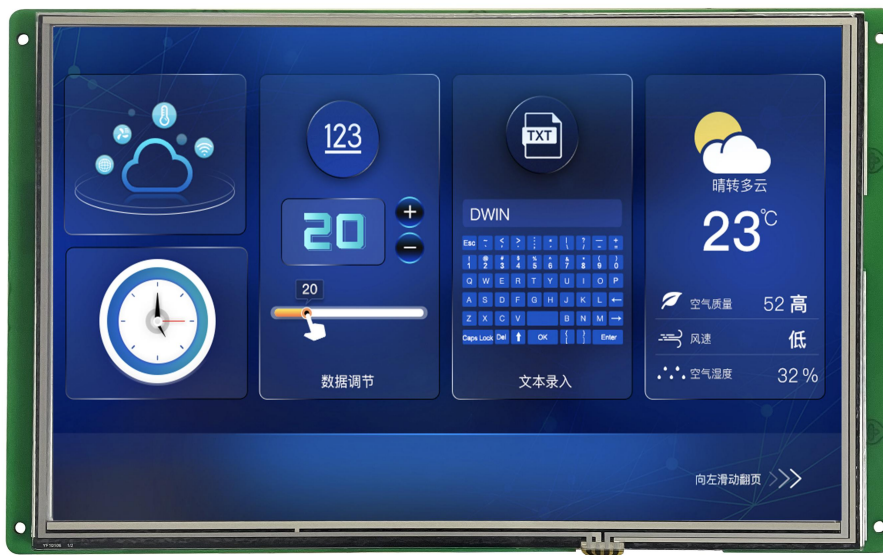 123
20
+
−
20
数据调节
TXT
DWIN
Esc
Q W E R T Y U I O P
A S D F G H J K L ←
Z X C V B N M →
Caps Lock Del OK Enter
文本录入
晴转多云
23℃
空气质量 52 高
风速 低
空气湿度 32 %
向左滑动翻页